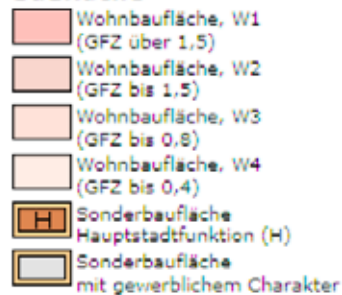 Wohnbaufläche, W1
(GFZ über 1,5)
Wohnbaufläche, W2
(GFZ bis 1,5)
Wohnbaufläche, W3
(GFZ bis 0,8)
Wohnbaufläche, W4
(GFZ bis 0,4)
H Sonderbaufläche
Hauptstadtfunktion (H)
Sonderbaufläche
mit gewerblichem Charakter